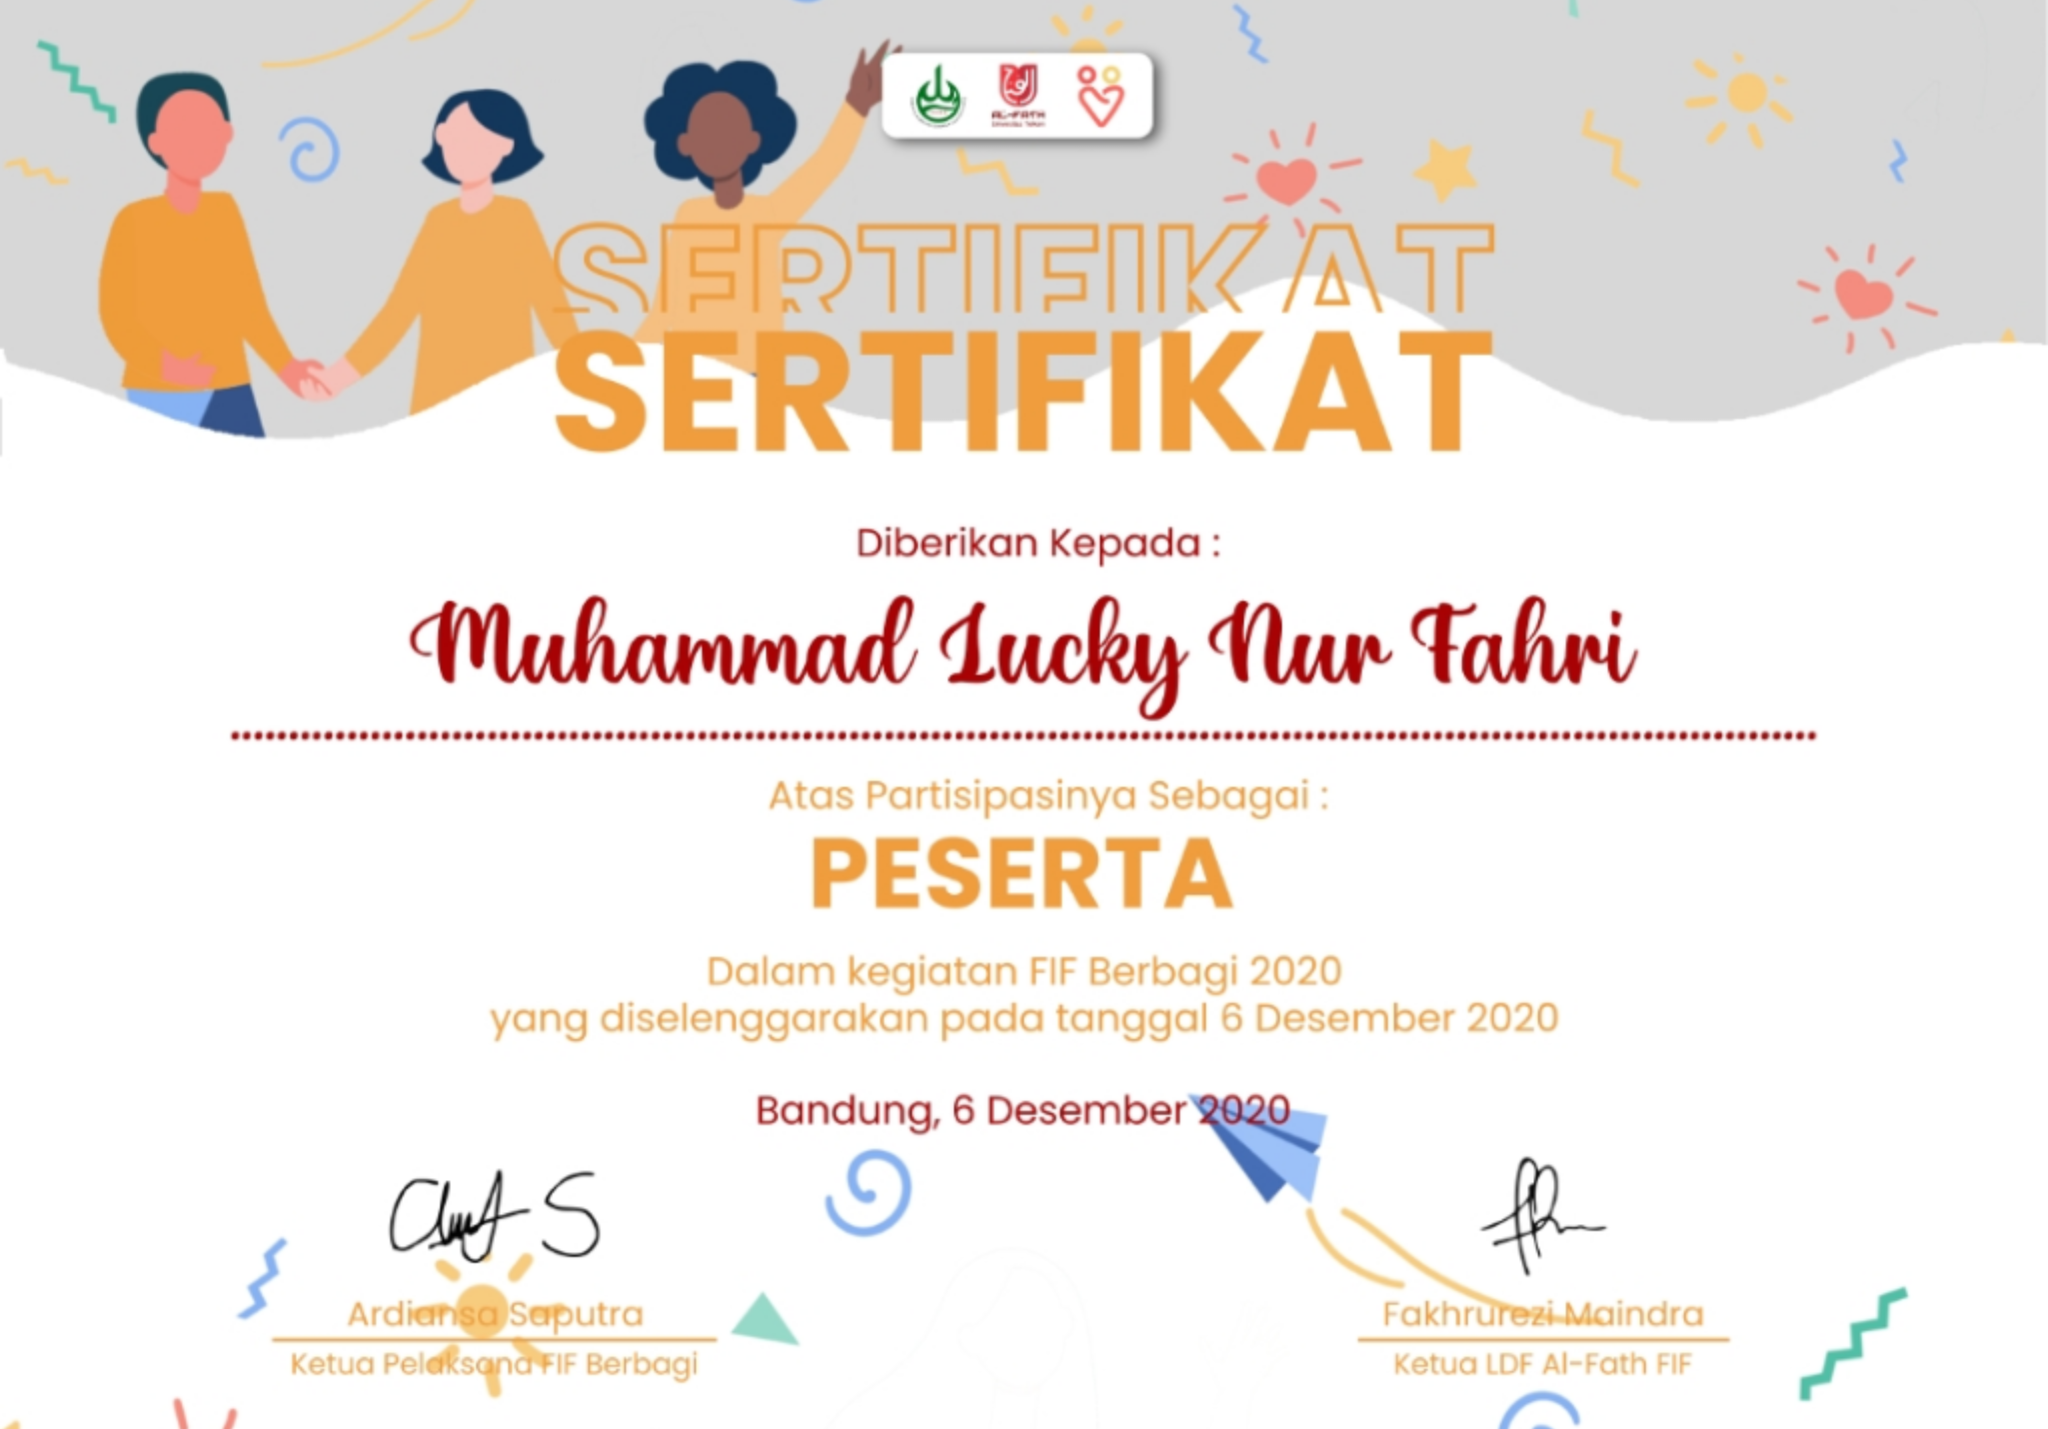 AL-FATH
SERTIFIKAT
SERTIFIKAT
Diberikan Kepada :
Muhammad Lucky Nur Fahri
Atas Partisipasinya Sebagai :
PESERTA
Dalam kegiatan FIF Berbagi 2020
yang diselenggarakan pada tanggal 6 Desember 2020
Bandung, 6 Desember 2020
Ardiansa Saputra
Ketua Pelaksana FIF Berbagi
Fakhrurezi Maindra
Ketua LDF Al-Fath FIF